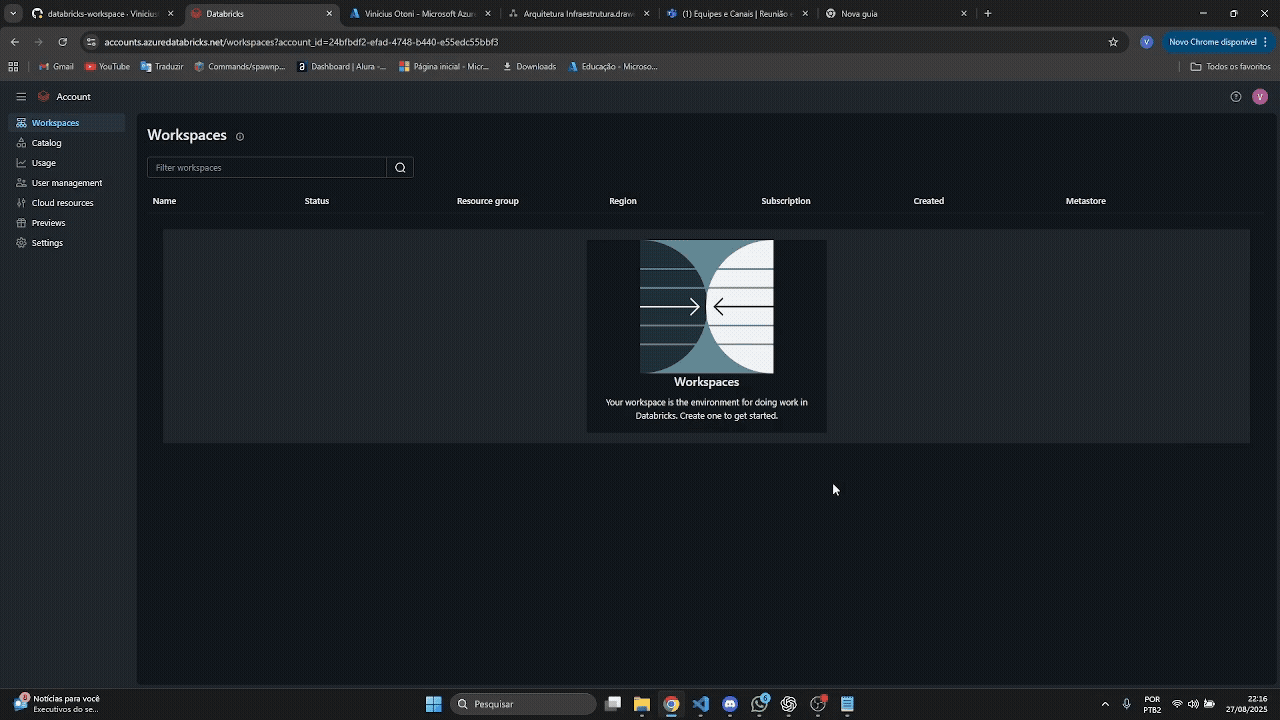 databricks-workspace · Vinicius
Databricks
Vinicius Otoni - Microsoft Azur
Arquitetura Infraestrutura.draw
(1) Equipes e Canais | Reunião e
Nova guia
accounts.azuredatabricks.net/workspaces?account_id=24bfbdf2-efad-4748-b440-e55edc55bbf3
V
Novo Chrome disponível
Gmail
YouTube
Traduzir
Commands/spawnp...
Dashboard | Alura -...
Página inicial - Micr...
Downloads
Educação - Microso...
Todos os favoritos
Account
V
Workspaces
Catalog
Usage
User management
Cloud resources
Previews
Settings
Workspaces
Filter workspaces
Name Status Resource group Region Subscription Created Metastore
Workspaces
Your workspace is the environment for doing work in
Databricks. Create one to get started.
Notícias para você
Executivos do se...
Pesquisar
6
POR
PTB2
22:16
27/08/2025